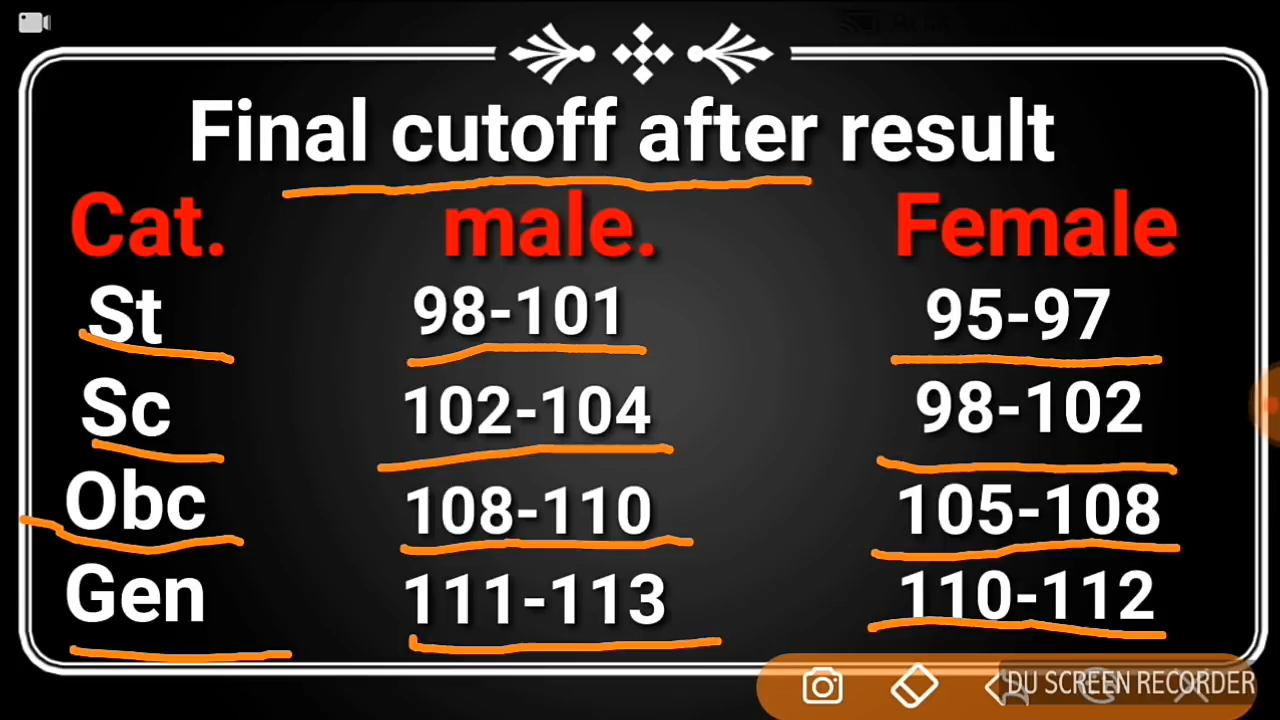 Final cutoff after result
Cat. male. Female
St 98-101 95-97
Sc 102-104 98-102
Obc 108-110 105-108
Gen 111-113 110-112
DU SCREEN RECORDER